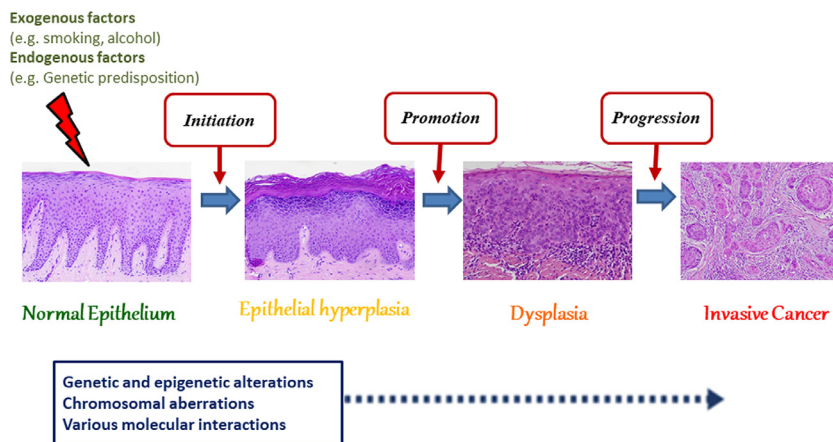 Exogenous factors
(e.g. smoking, alcohol)
Endogenous factors
(e.g. Genetic predisposition)
Initiation
Promotion
Progression
Normal Epithelium
Epithelial hyperplasia
Dysplasia
Invasive Cancer
Genetic and epigenetic alterations
Chromosomal aberrations
Various molecular interactions